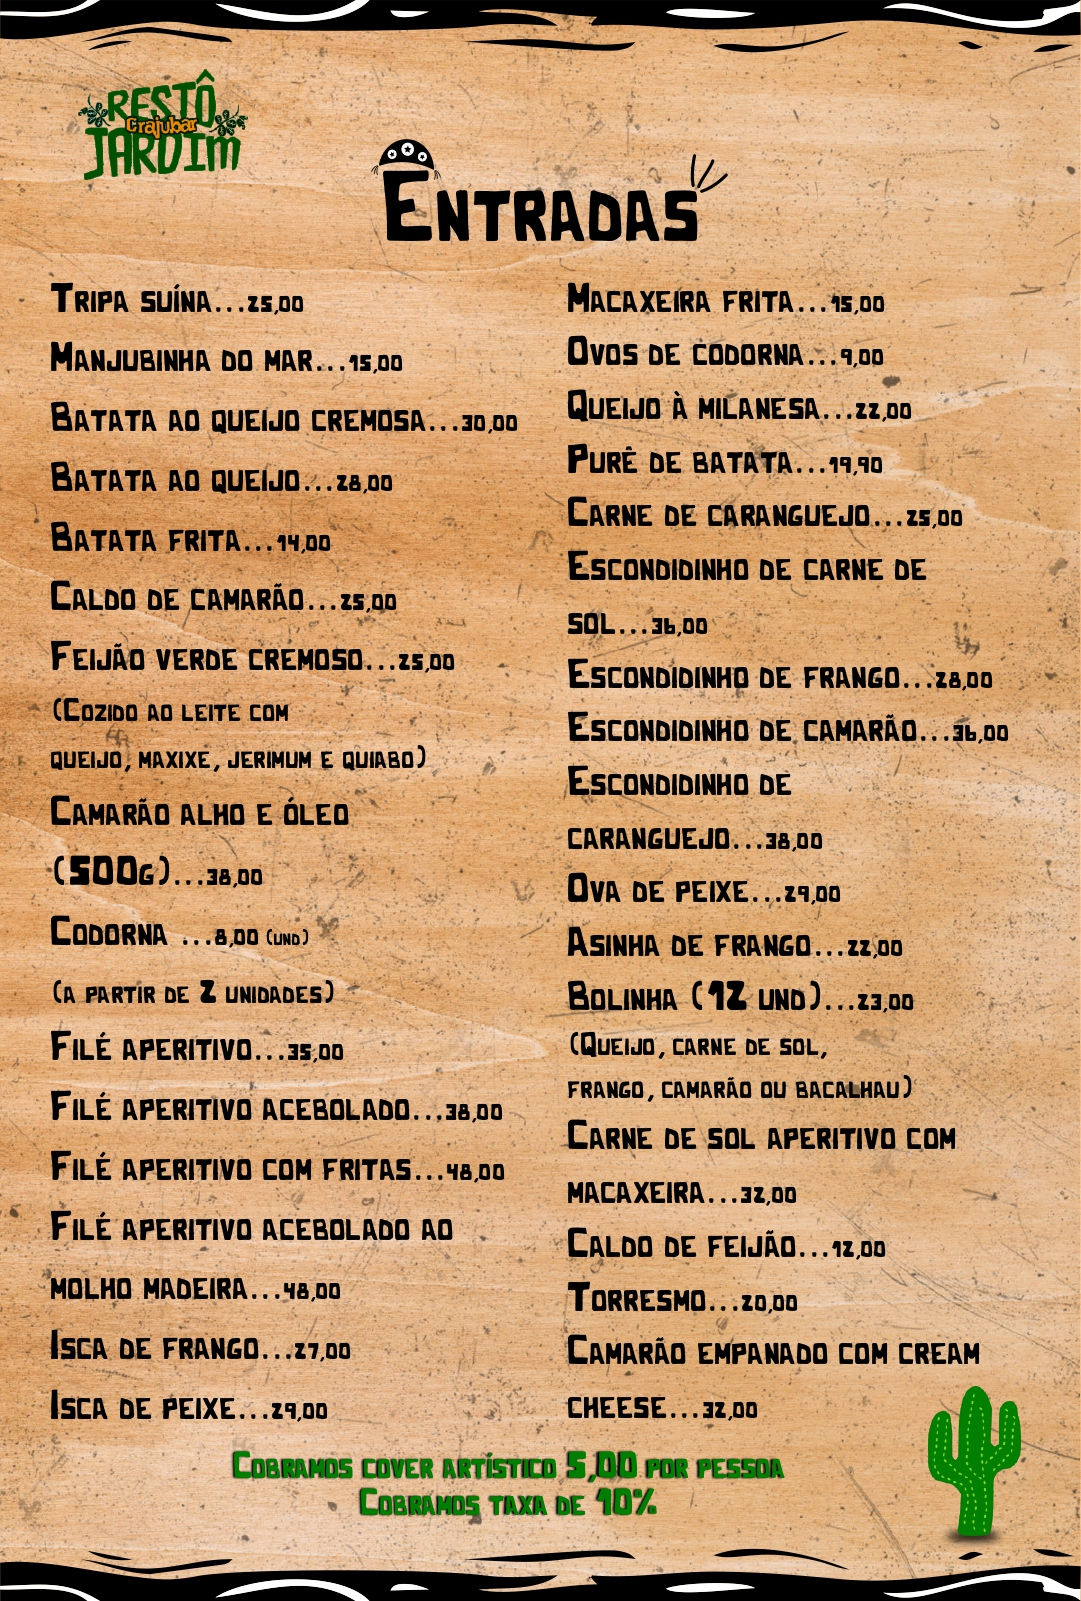 RESTÔ
Crajubar
JARDIM
ENTRADAS
TRIPA SUÍNA...25,00
MANJUBINHA DO MAR...15,00
BATATA AO QUEIJO CREMOSA...30,00
BATATA AO QUEIJO...28,00
BATATA FRITA...14,00
CALDO DE CAMARÃO...25,00
FEIJÃO VERDE CREMOSO...25,00
(COZIDO AO LEITE COM
QUEIJO, MAXIXE, JERIMUM E QUIABO)
CAMARÃO ALHO E ÓLEO
(500G)...38,00
CODORNA ...8,00 (UND)
(A PARTIR DE 2 UNIDADES)
FILÉ APERITIVO...35,00
FILÉ APERITIVO ACEBOLADO...38,00
FILÉ APERITIVO COM FRITAS...48,00
FILÉ APERITIVO ACEBOLADO AO
MOLHO MADEIRA...48,00
ISCA DE FRANGO...27,00
ISCA DE PEIXE...29,00
MACAXEIRA FRITA...15,00
OVOS DE CODORNA...9,00
QUEIJO À MILANESA...22,00
PURÊ DE BATATA...19,90
CARNE DE CARANGUEJO...25,00
ESCONDIDINHO DE CARNE DE
SOL...36,00
ESCONDIDINHO DE FRANGO...28,00
ESCONDIDINHO DE CAMARÃO...36,00
ESCONDIDINHO DE
CARANGUEJO...38,00
OVA DE PEIXE...29,00
ASINHA DE FRANGO...22,00
BOLINHA (12 UND)...23,00
(QUEIJO, CARNE DE SOL,
FRANGO, CAMARÃO OU BACALHAU)
CARNE DE SOL APERITIVO COM
MACAXEIRA...32,00
CALDO DE FEIJÃO...12,00
TORRESMO...20,00
CAMARÃO EMPANADO COM CREAM
CHEESE...32,00
COBRAMOS COVER ARTÍSTICO 5,00 POR PESSOA
COBRAMOS TAXA DE 10%